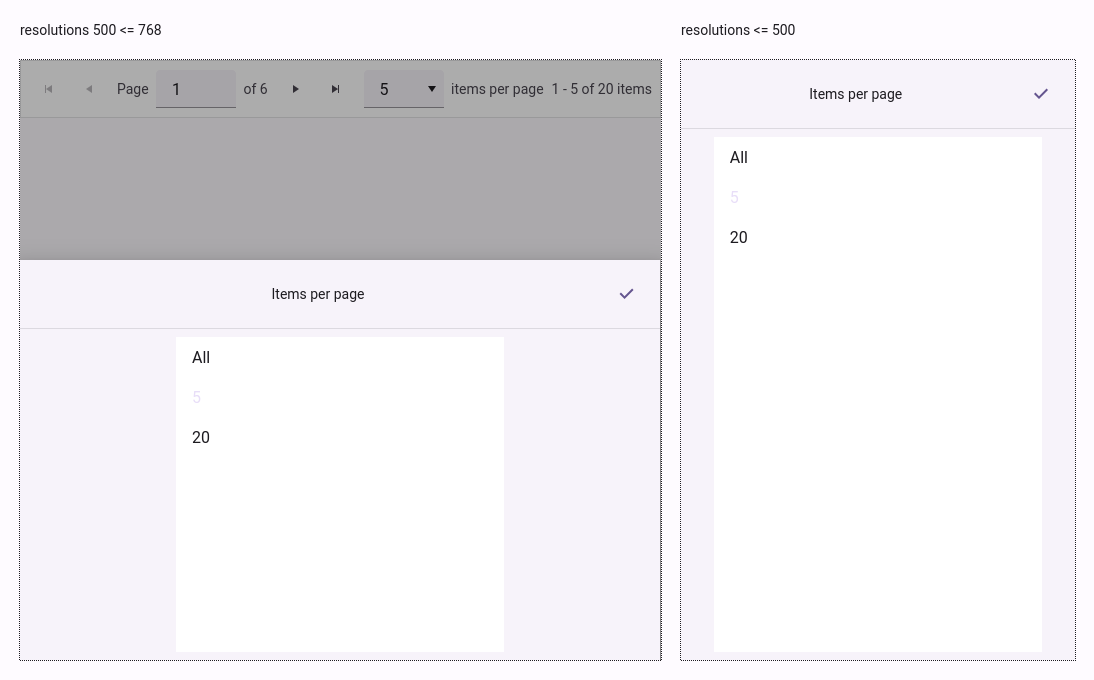 resolutions 500 <= 768
Page 1 of 6 5 items per page 1 - 5 of 20 items
Items per page
All
5
20
resolutions <= 500
Items per page
All
5
20